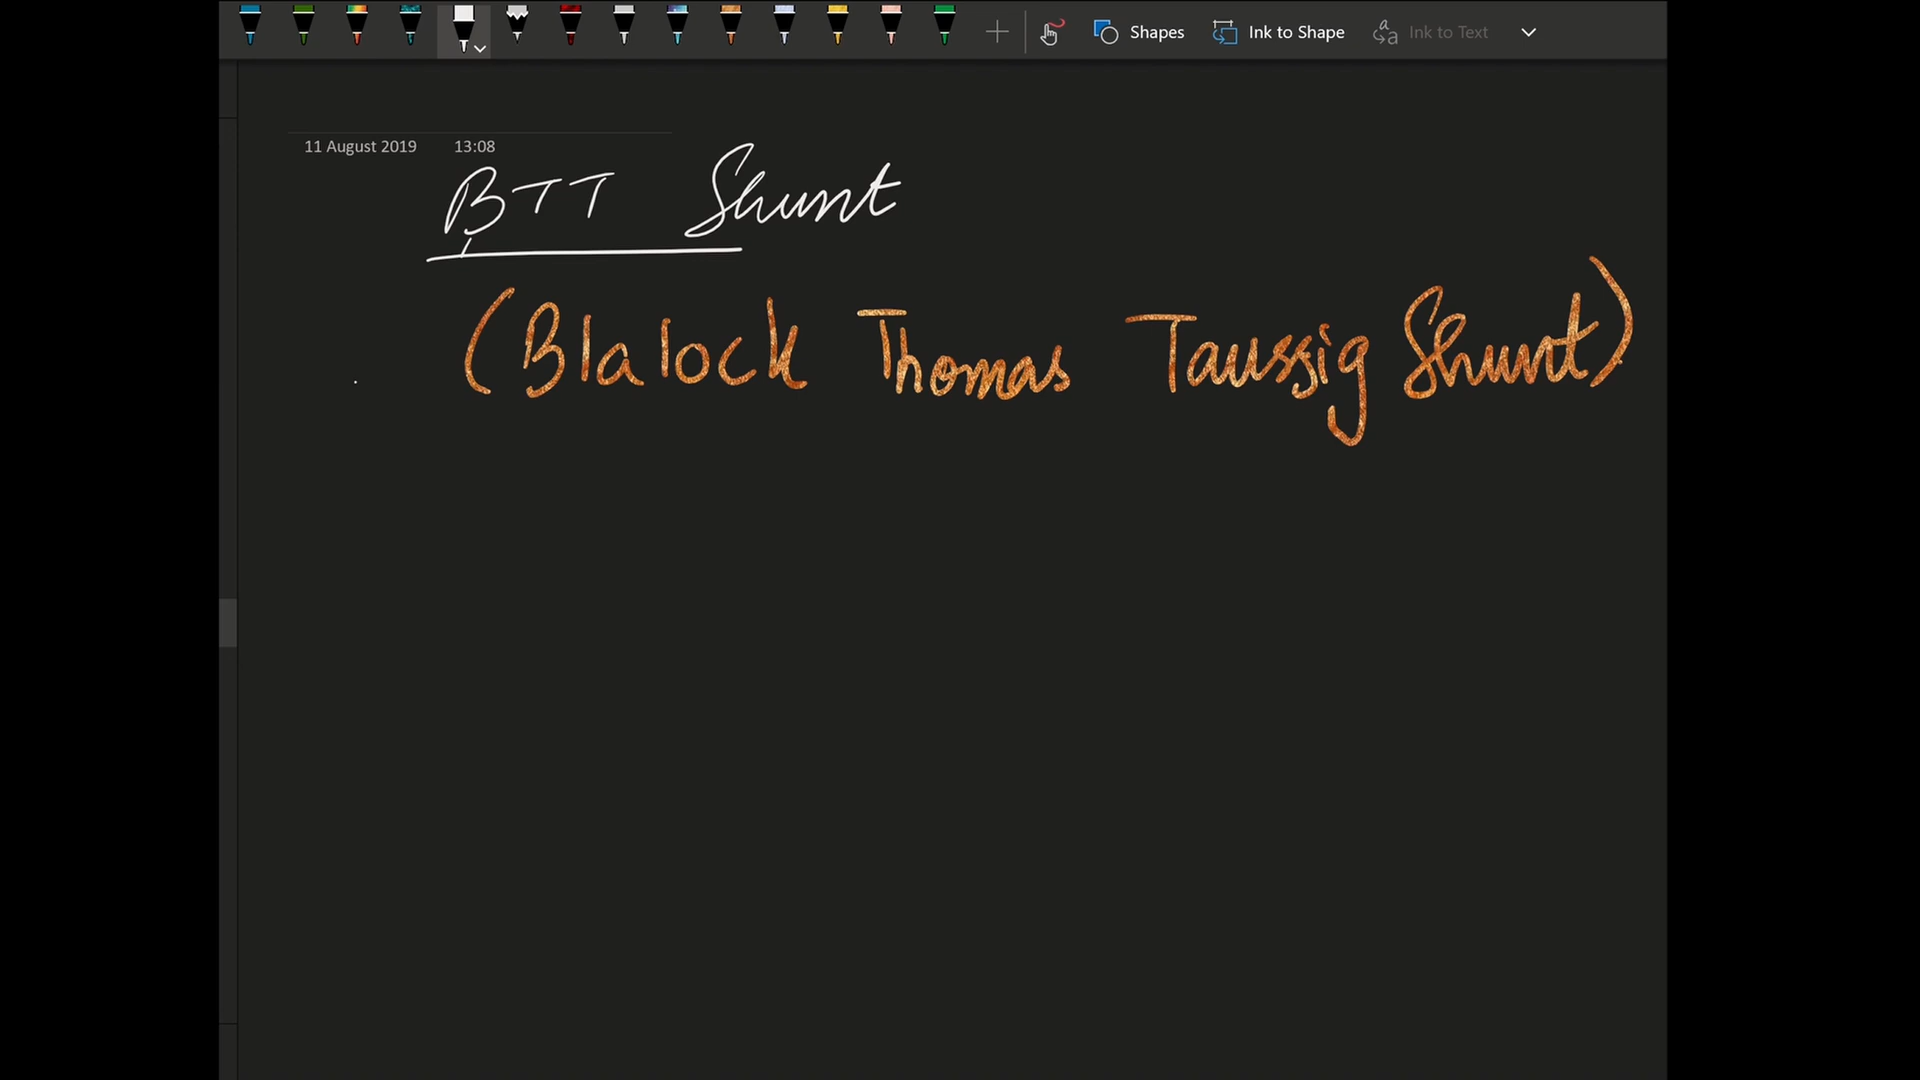 Shapes Ink to Shape Ink to Text
11 August 2019 13:08
BTT Shunt
(Blalock Thomas Taussig Shunt)